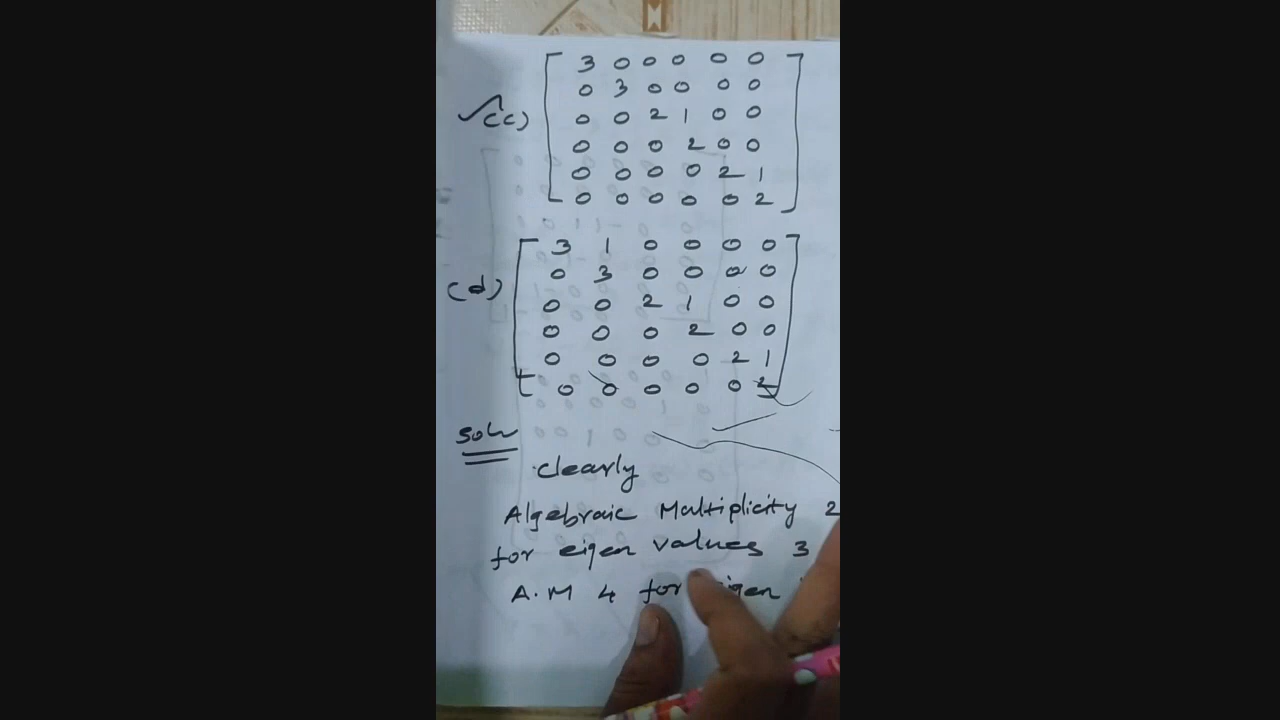 (c) 3 0 0 0 0 0
0 3 0 0 0 0
0 0 2 1 0 0
0 0 0 2 0 0
0 0 0 0 2 1
0 0 0 0 0 2
(d) 3 1 0 0 0 0
0 3 0 0 0 0
0 0 2 1 0 0
0 0 0 2 0 0
0 0 0 0 2 1
0 0 0 0 0 2
Soln
clearly
Algebraic Multiplicity 2
for eigen values 3
A.M 4 for eigen